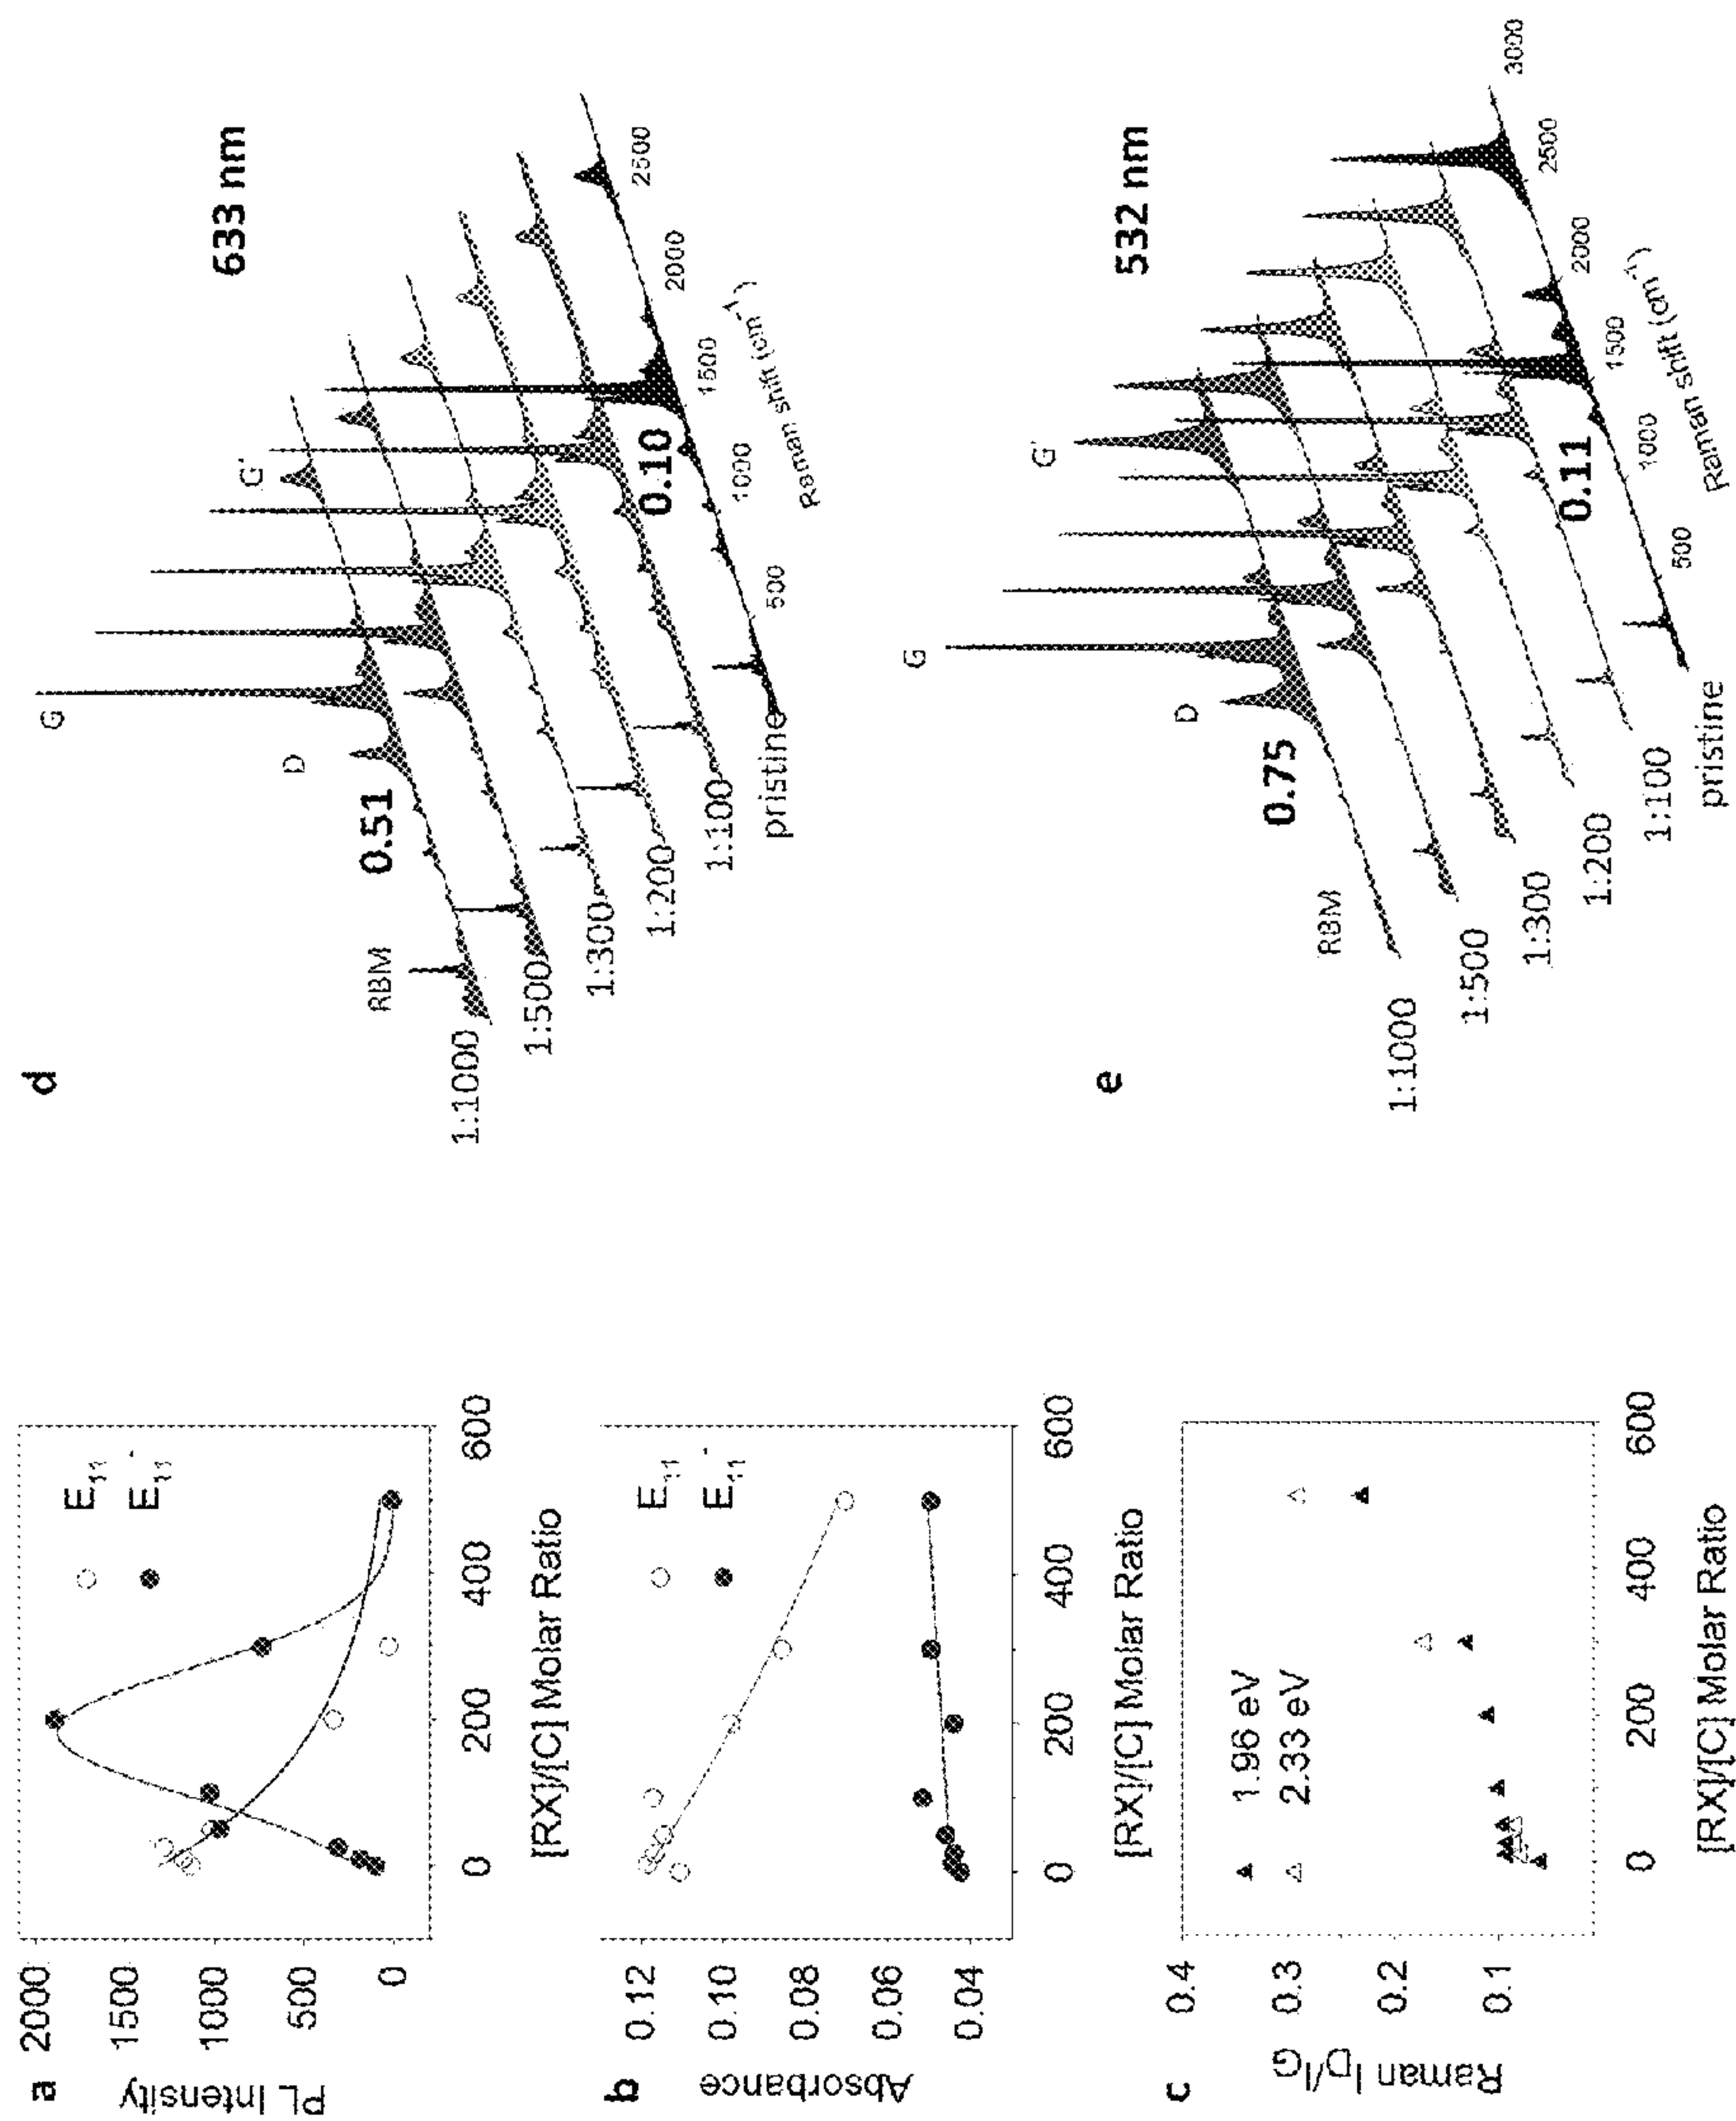 a
PL Intensity
2000
1500
1000
500
0
E11
E11-
0 200 400 600
[RX]/[C] Molar Ratio
b
Absorbance
0.12
0.10
0.08
0.06
0.04
E11
E11-
0 200 400 600
[RX]/[C] Molar Ratio
c
Raman ID/IG
0.4
0.3
0.2
0.1
1.96 eV
2.33 eV
0 200 400 600
[RX]/[C] Molar Ratio
d
633 nm
G
D
G'
0.51
RBM
1:1000
1:500
1:300
1:200
1:100
pristine
0.10
500 1000 1500 2000 2500
Raman shift (cm-1)
e
532 nm
G
D
G'
0.75
RBM
1:1000
1:500
1:300
1:200
1:100
pristine
0.11
500 1000 1500 2000 2500 3000
Raman shift (cm-1)